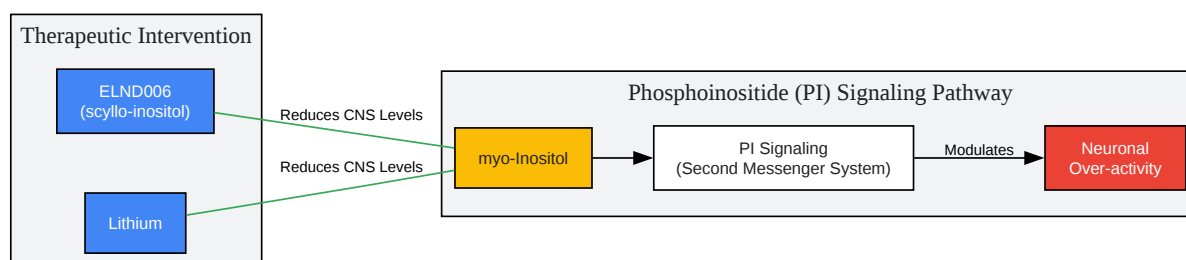 Therapeutic Intervention
ELND006
(scyllo-inositol)
Lithium
Reduces CNS Levels
Reduces CNS Levels
Phosphoinositide (PI) Signaling Pathway
myo-Inositol
PI Signaling
(Second Messenger System)
Modulates
Neuronal
Over-activity